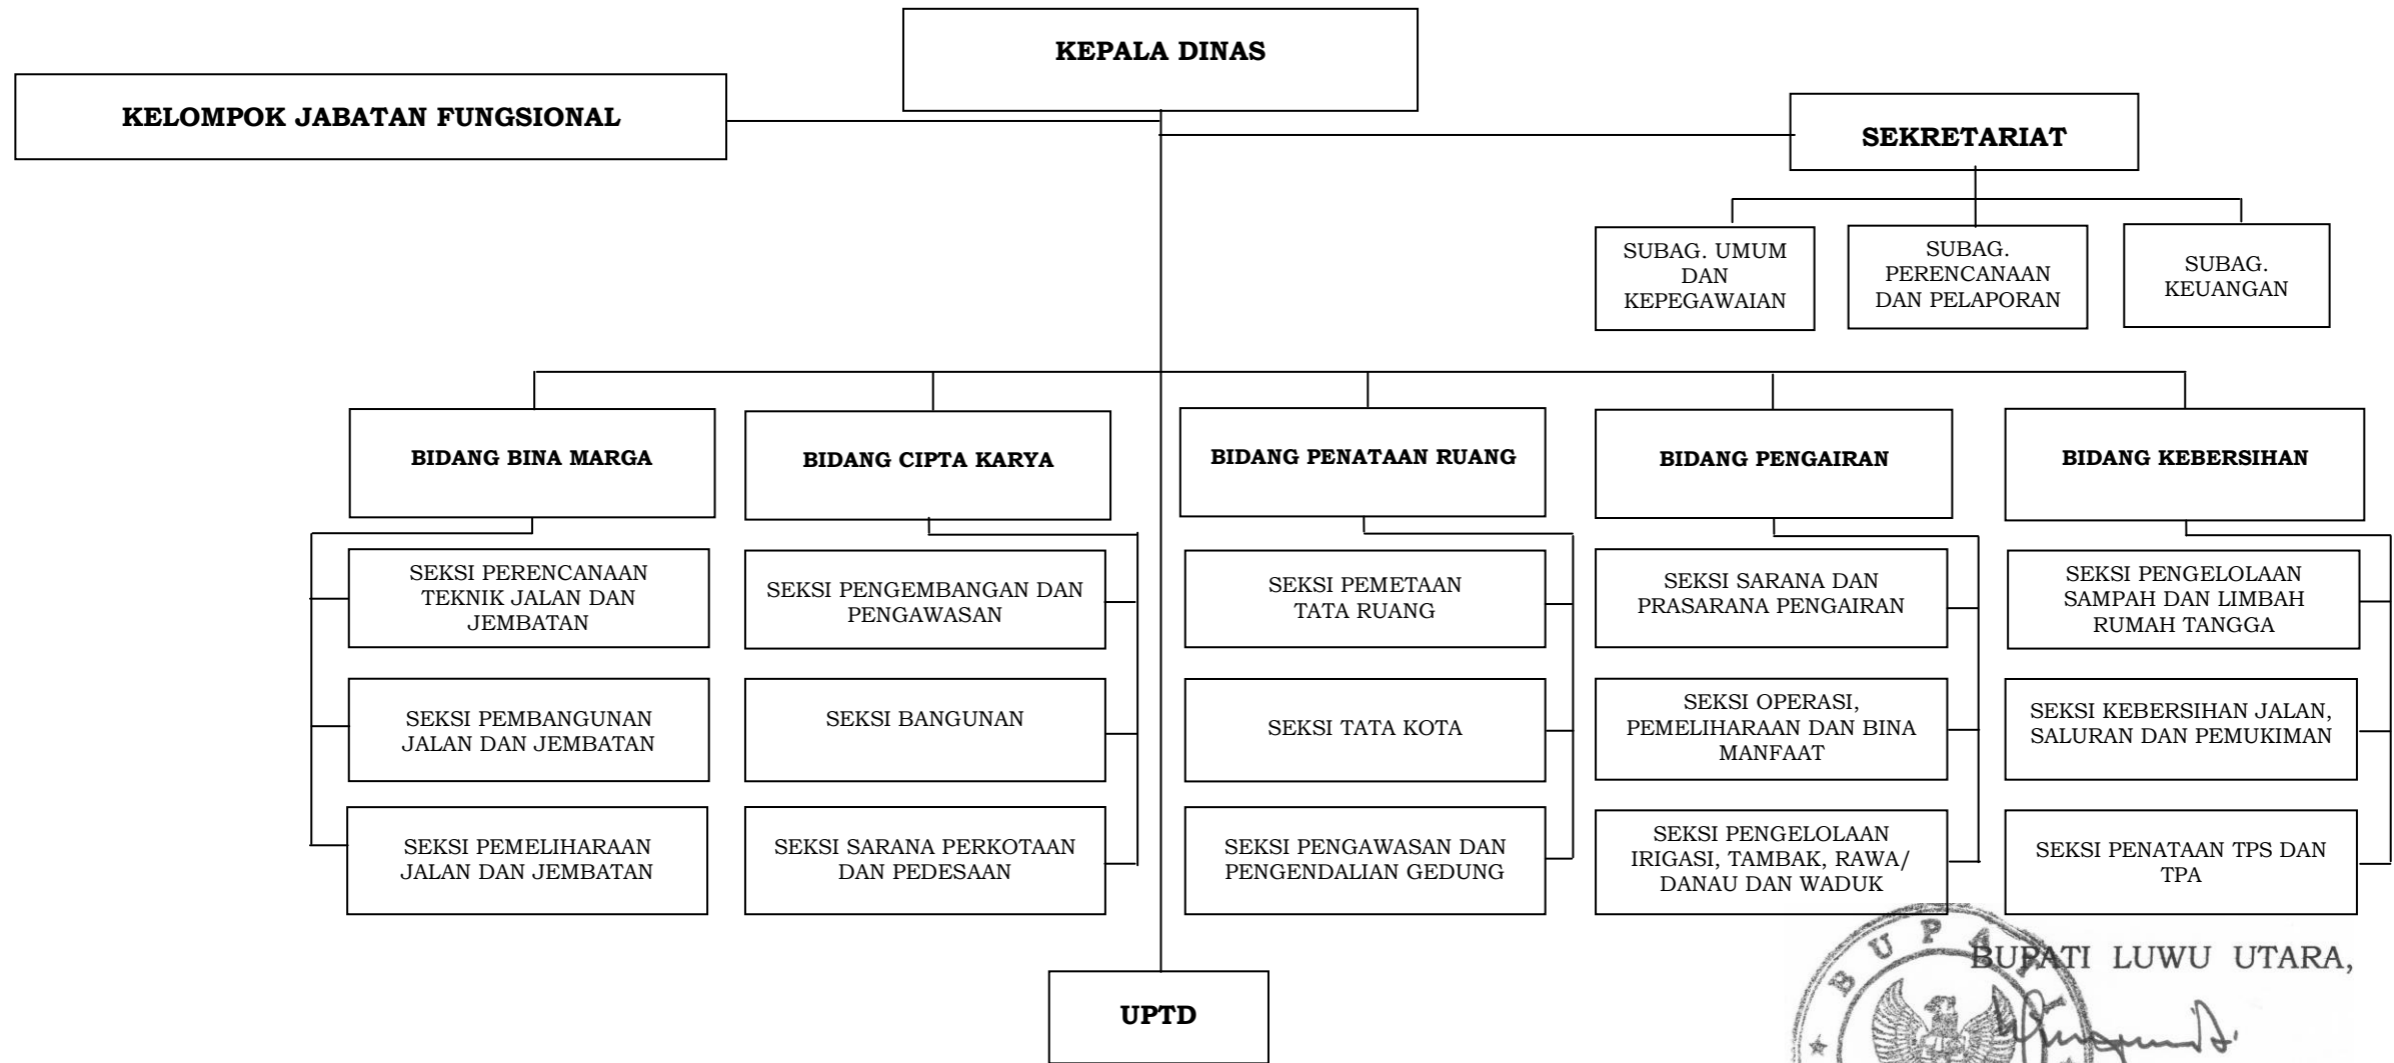 KEPALA DINAS
KELOMPOK JABATAN FUNGSIONAL
SEKRETARIAT
SUBAG. UMUM
DAN
KEPEGAWAIAN
SUBAG.
PERENCANAAN
DAN PELAPORAN
SUBAG.
KEUANGAN
BIDANG BINA MARGA
BIDANG CIPTA KARYA
BIDANG PENATAAN RUANG
BIDANG PENGAIRAN
BIDANG KEBERSIHAN
SEKSI PERENCANAAN
TEKNIK JALAN DAN
JEMBATAN
SEKSI PENGEMBANGAN DAN
PENGAWASAN
SEKSI PEMETAAN
TATA RUANG
SEKSI SARANA DAN
PRASARANA PENGAIRAN
SEKSI PENGELOLAAN
SAMPAH DAN LIMBAH
RUMAH TANGGA
SEKSI PEMBANGUNAN
JALAN DAN JEMBATAN
SEKSI BANGUNAN
SEKSI TATA KOTA
SEKSI OPERASI,
PEMELIHARAAN DAN BINA
MANFAAT
SEKSI KEBERSIHAN JALAN,
SALURAN DAN PEMUKIMAN
SEKSI PEMELIHARAAN
JALAN DAN JEMBATAN
SEKSI SARANA PERKOTAAN
DAN PEDESAAN
SEKSI PENGAWASAN DAN
PENGENDALIAN GEDUNG
SEKSI PENGELOLAAN
IRIGASI, TAMBAK, RAWA/
DANAU DAN WADUK
SEKSI PENATAAN TPS DAN
TPA
BUPATI LUWU UTARA,
BUPATI
UPTD